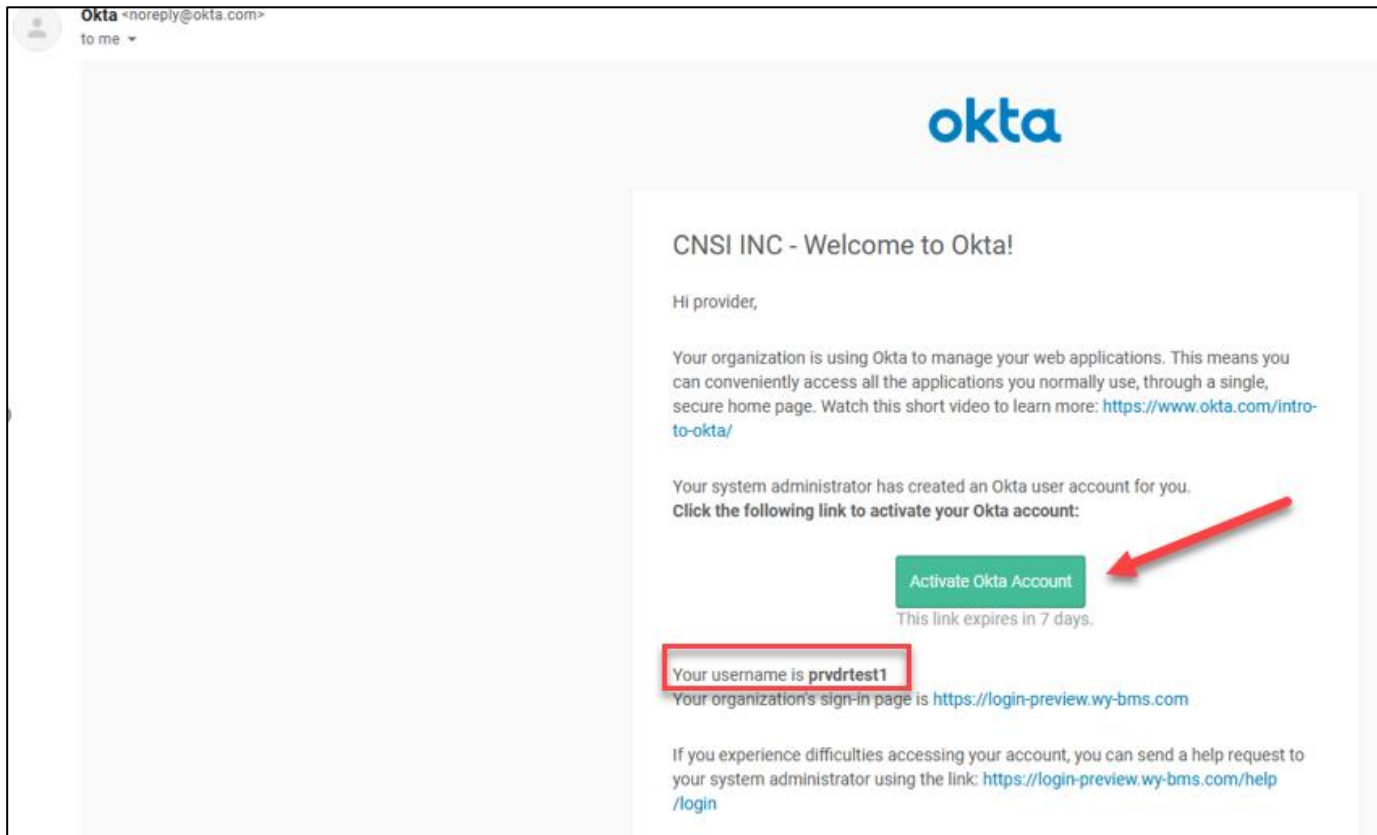 Okta <noreply@okta.com>
to me
okta
CNSI INC - Welcome to Okta!
Hi provider,
Your organization is using Okta to manage your web applications. This means you
can conveniently access all the applications you normally use, through a single,
secure home page. Watch this short video to learn more: https://www.okta.com/intro-
to-okta/
Your system administrator has created an Okta user account for you.
Click the following link to activate your Okta account:
Activate Okta Account
This link expires in 7 days.
Your username is prvdrtest1
Your organization's sign-in page is https://login-preview.wy-bms.com
If you experience difficulties accessing your account, you can send a help request to
your system administrator using the link: https://login-preview.wy-bms.com/help
/login